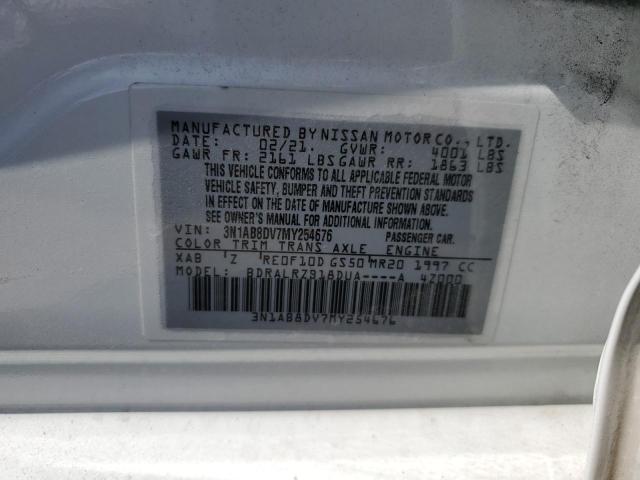 MANUFACTURED BY NISSAN MOTOR CO., LTD.
DATE: 02/21. GVWR: 4001 LBS
GAWR FR: 2161 LBS GAWR RR: 1863 LBS
THIS VEHICLE CONFORMS TO ALL APPLICABLE FEDERAL MOTOR
VEHICLE SAFETY, BUMPER AND THEFT PREVENTION STANDARDS
IN EFFECT ON THE DATE OF MANUFACTURE SHOWN ABOVE.
SEE OWNER'S MANUAL FOR ADDITIONAL INFORMATION.
VIN: 3N1AB8DV7MY254676 PASSENGER CAR.
COLOR TRIM TRANS AXLE ENGINE
XAB Z RE0F10D GS50 MR20 1997 CC
MODEL: BDRALRZ918DUA----A 4Z000
3N1AB8DV7MY254676